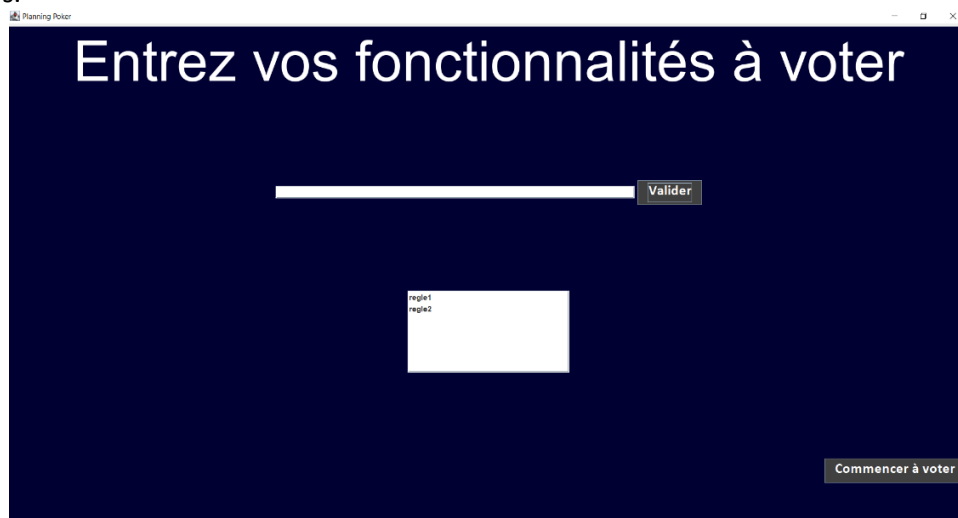 Planning Poker
Entrez vos fonctionnalités à voter
Valider
regle1
regle2
Commencer à voter